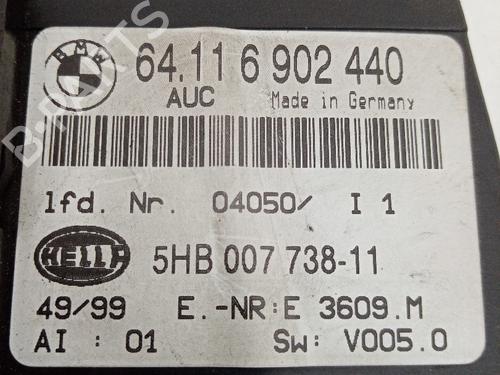 BMW
64.11 6 902 440
AUC Made in Germany
lfd. Nr. 04050/ I 1
HELLA
5HB 007 738-11
49/99 E.-NR:E 3609.M
AI : 01 Sw: V005.0
B-PARTS